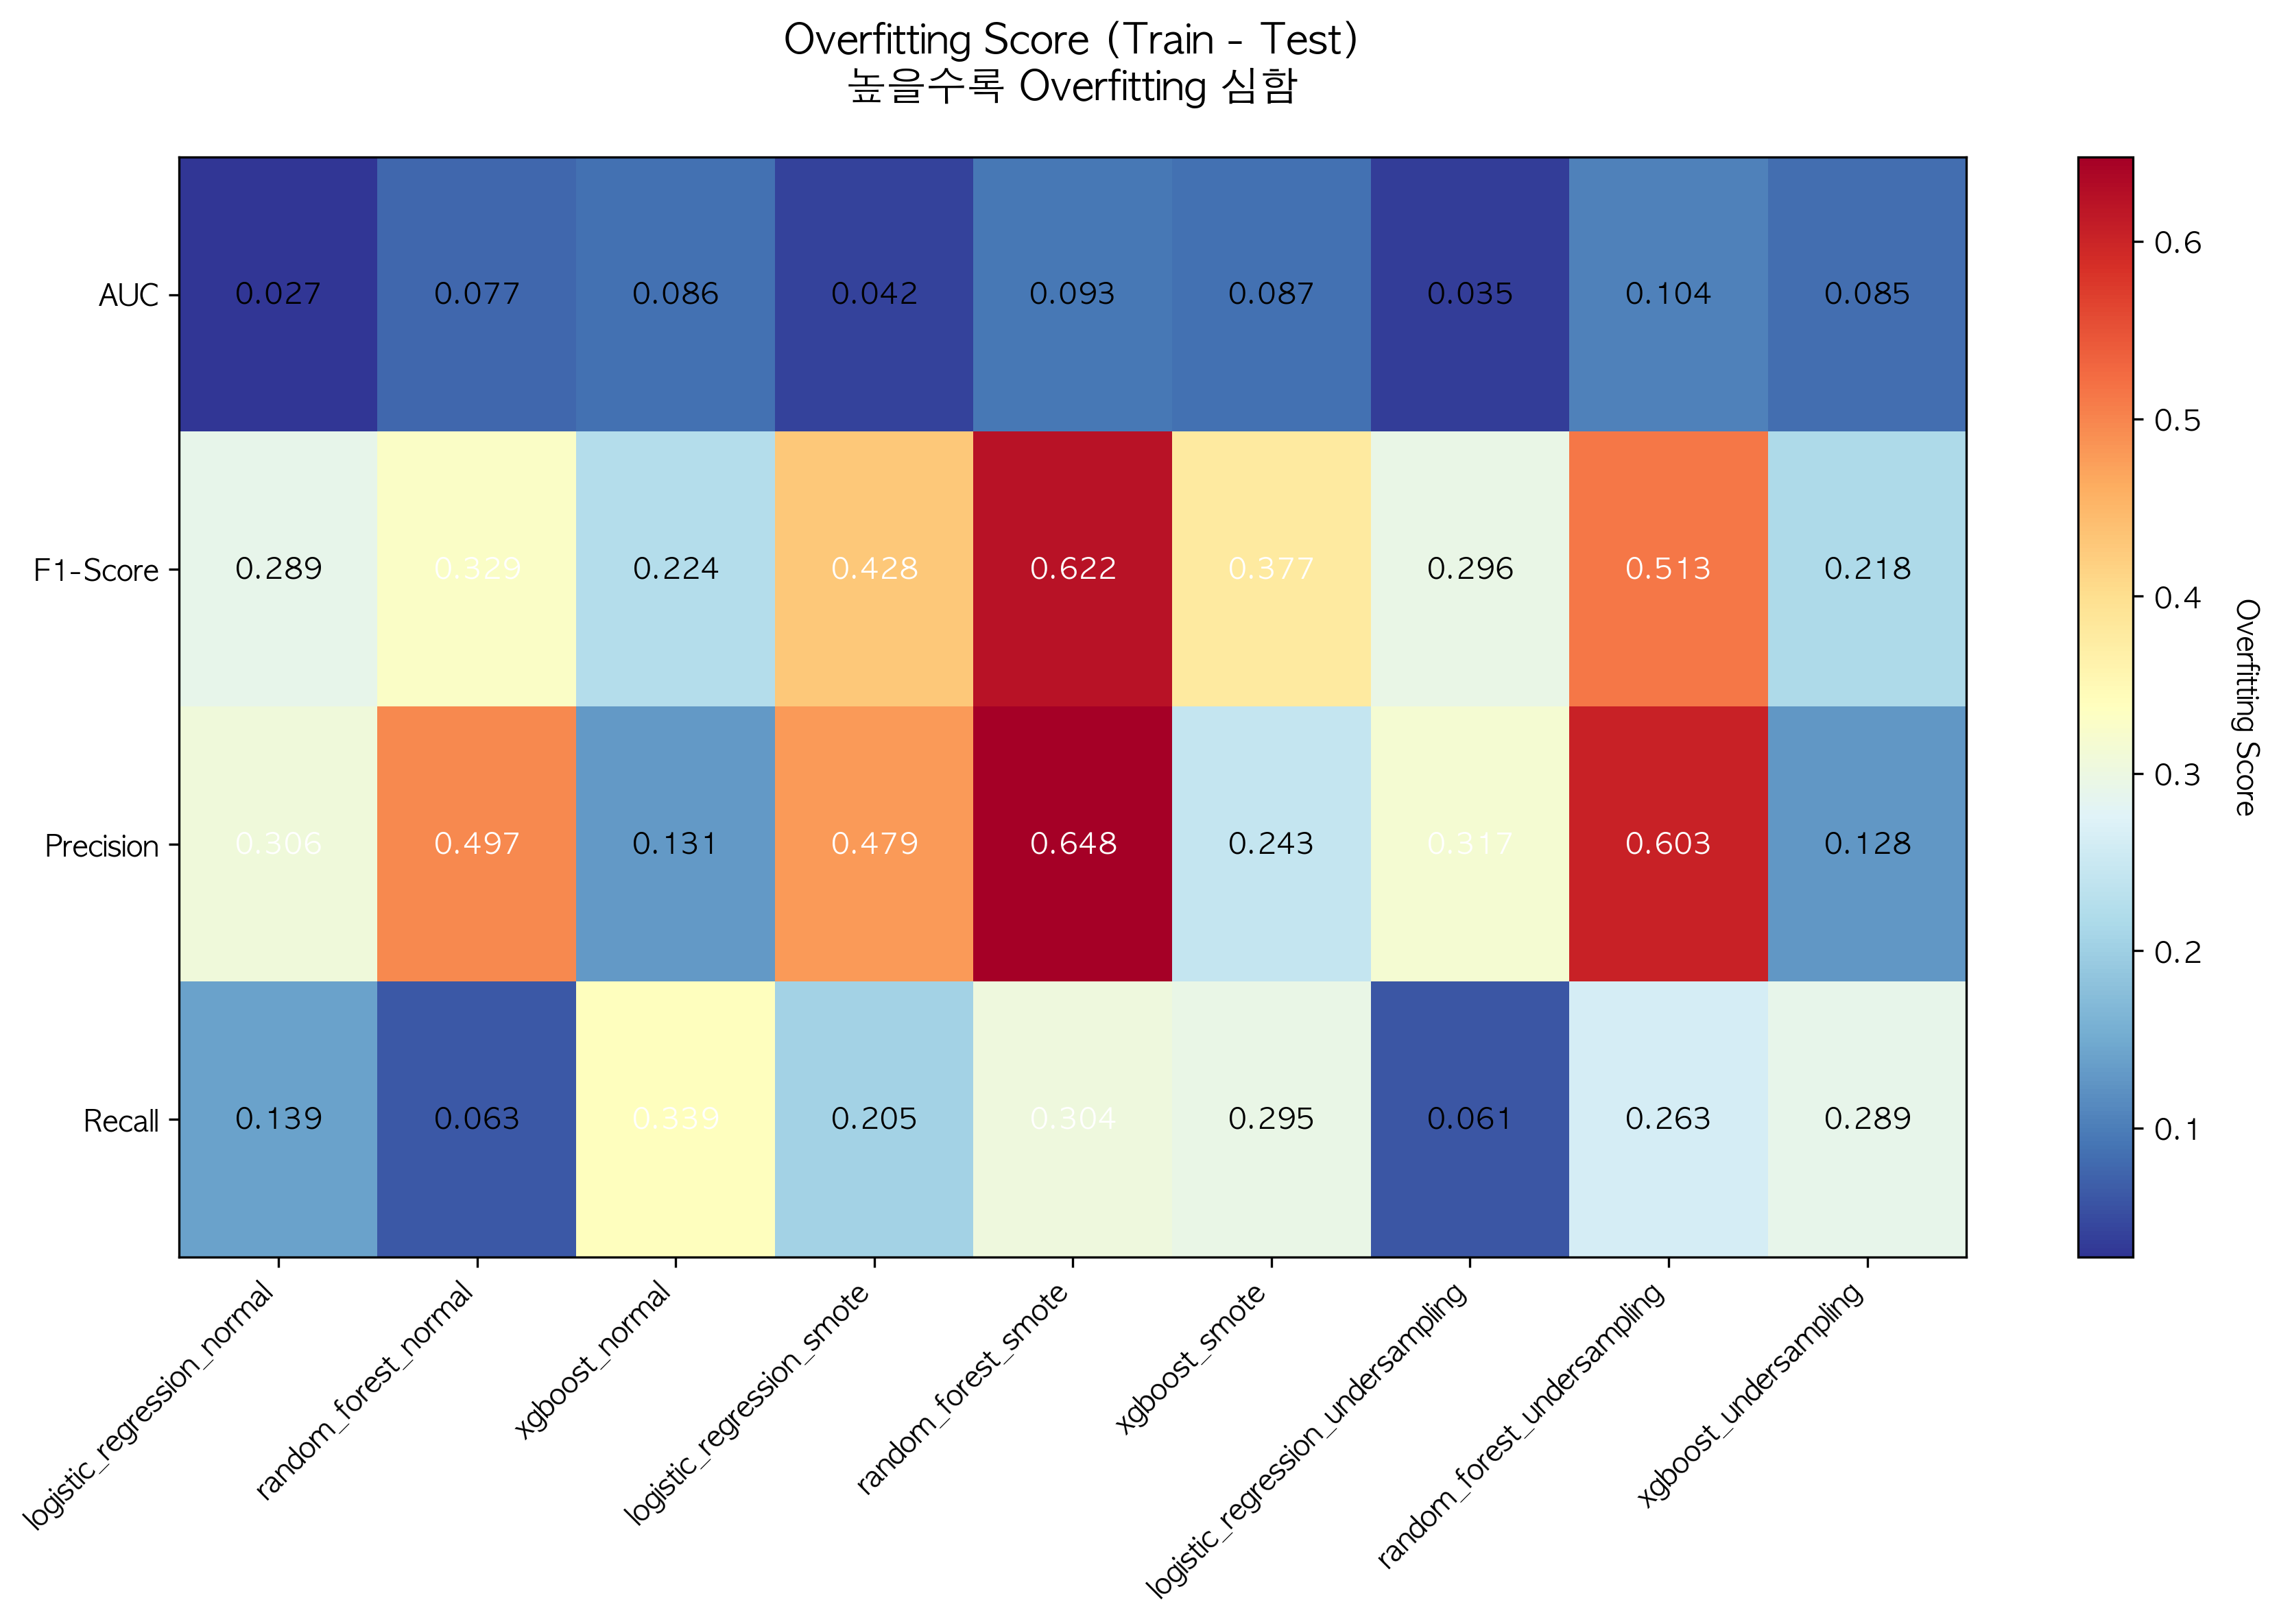 Overfitting Score (Train - Test)
높을수록 Overfitting 심함
AUC 0.027 0.077 0.086 0.042 0.093 0.087 0.035 0.104 0.085
F1-Score 0.289 0.329 0.224 0.428 0.622 0.377 0.296 0.513 0.218
Precision 0.306 0.497 0.131 0.479 0.648 0.243 0.317 0.603 0.128
Recall 0.139 0.063 0.339 0.205 0.304 0.295 0.061 0.263 0.289
logistic_regression_normal
random_forest_normal
xgboost_normal
logistic_regression_smote
random_forest_smote
xgboost_smote
logistic_regression_undersampling
random_forest_undersampling
xgboost_undersampling
0.6
0.5
0.4
0.3
0.2
0.1
Overfitting Score